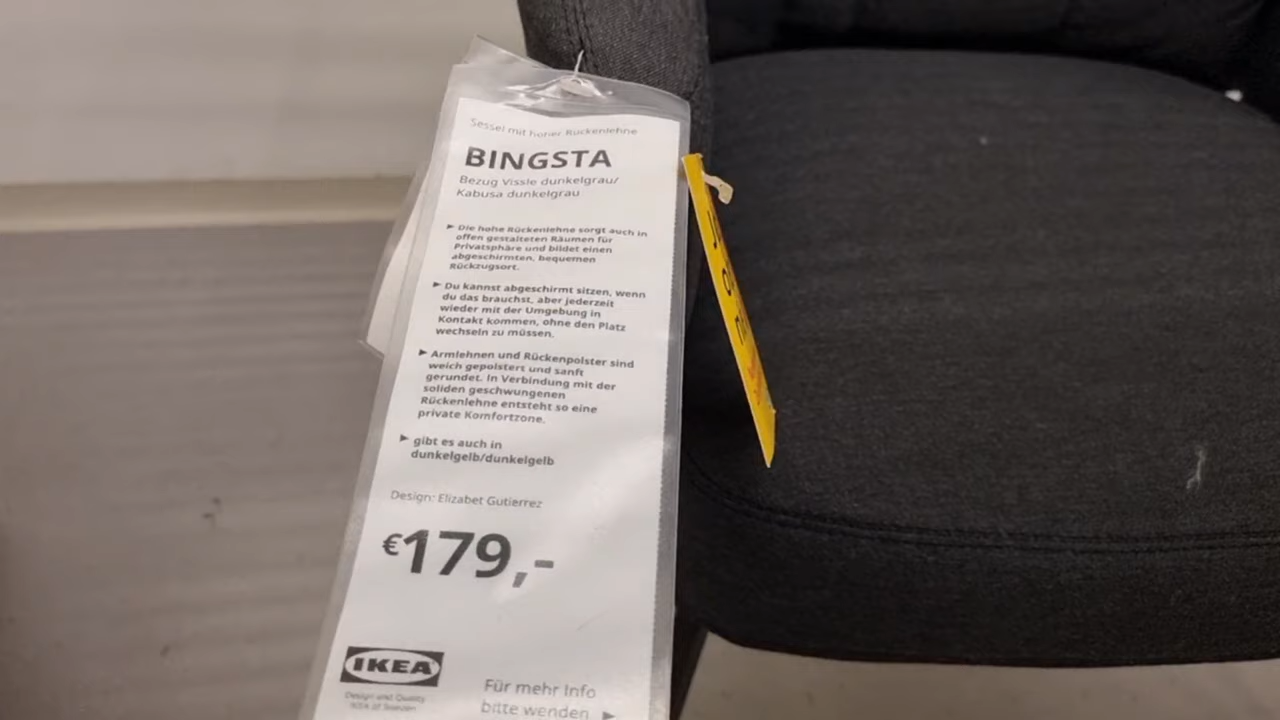 Sessel mit hoher Rückenlehne
BINGSTA
Bezug Vissle dunkelgrau/
Kabusa dunkelgrau
► Die hohe Rückenlehne sorgt auch in
offen gestalteten Räumen für
Privatsphäre und bildet einen
abgeschirmten, bequemen
Rückzugsort.
► Du kannst abgeschirmt sitzen, wenn
du das brauchst, aber jederzeit
wieder mit der Umgebung in
Kontakt kommen, ohne den Platz
wechseln zu müssen.
► Armlehnen und Rückenpolster sind
weich gepolstert und sanft
gerundet. In Verbindung mit der
soliden geschwungenen
Rückenlehne entsteht so eine
private Komfortzone.
► gibt es auch in
dunkelgelb/dunkelgelb
Design: Elizabet Gutierrez
€179,-
IKEA
Design and Quality
IKEA of Sweden
Für mehr Info
bitte wenden ►